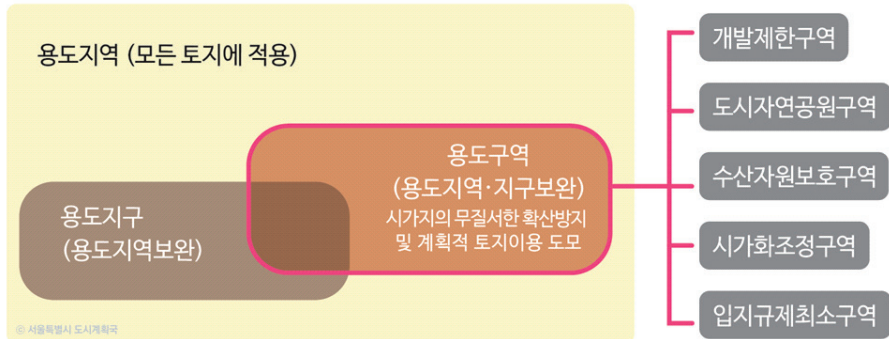 용도지역 (모든 토지에 적용)
용도구역
(용도지역·지구보완)
시가지의 무질서한 확산방지
및 계획적 토지이용 도모
용도지구
(용도지역보완)
© 서울특별시 도시계획국
개발제한구역
도시자연공원구역
수산자원보호구역
시가화조정구역
입지규제최소구역